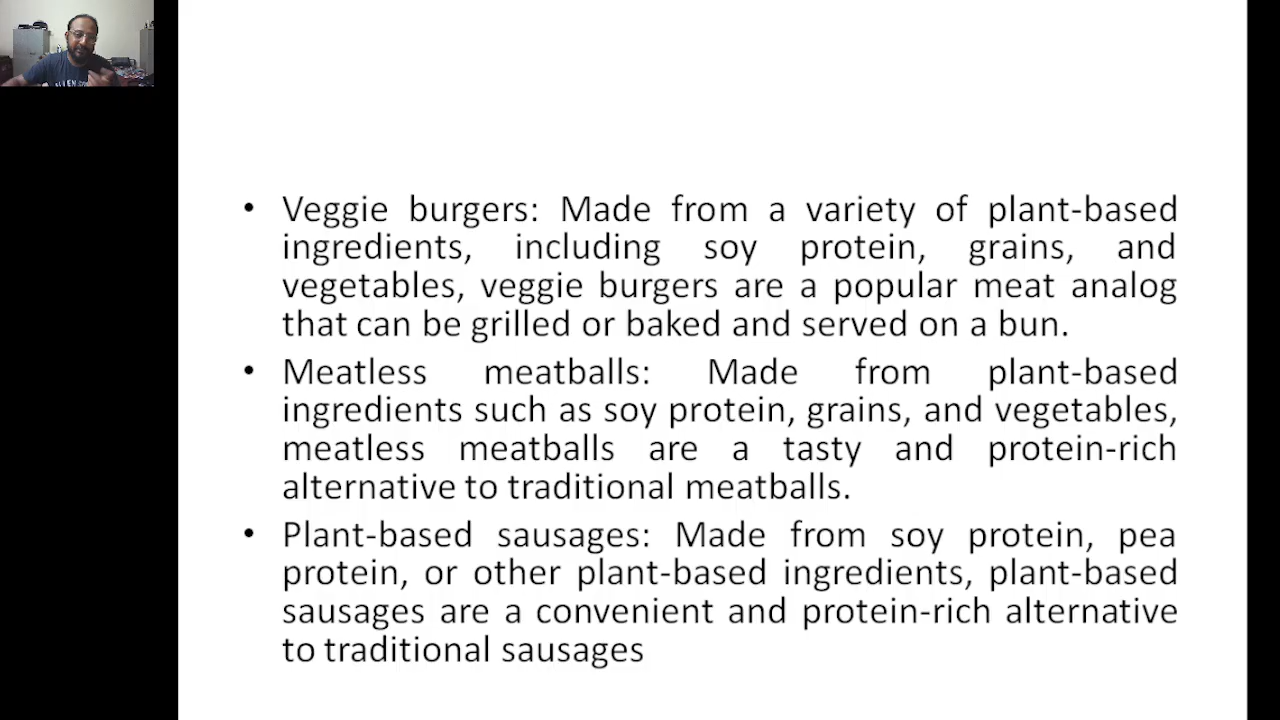 • Veggie burgers: Made from a variety of plant-based
ingredients, including soy protein, grains, and
vegetables, veggie burgers are a popular meat analog
that can be grilled or baked and served on a bun.
• Meatless meatballs: Made from plant-based
ingredients such as soy protein, grains, and vegetables,
meatless meatballs are a tasty and protein-rich
alternative to traditional meatballs.
• Plant-based sausages: Made from soy protein, pea
protein, or other plant-based ingredients, plant-based
sausages are a convenient and protein-rich alternative
to traditional sausages